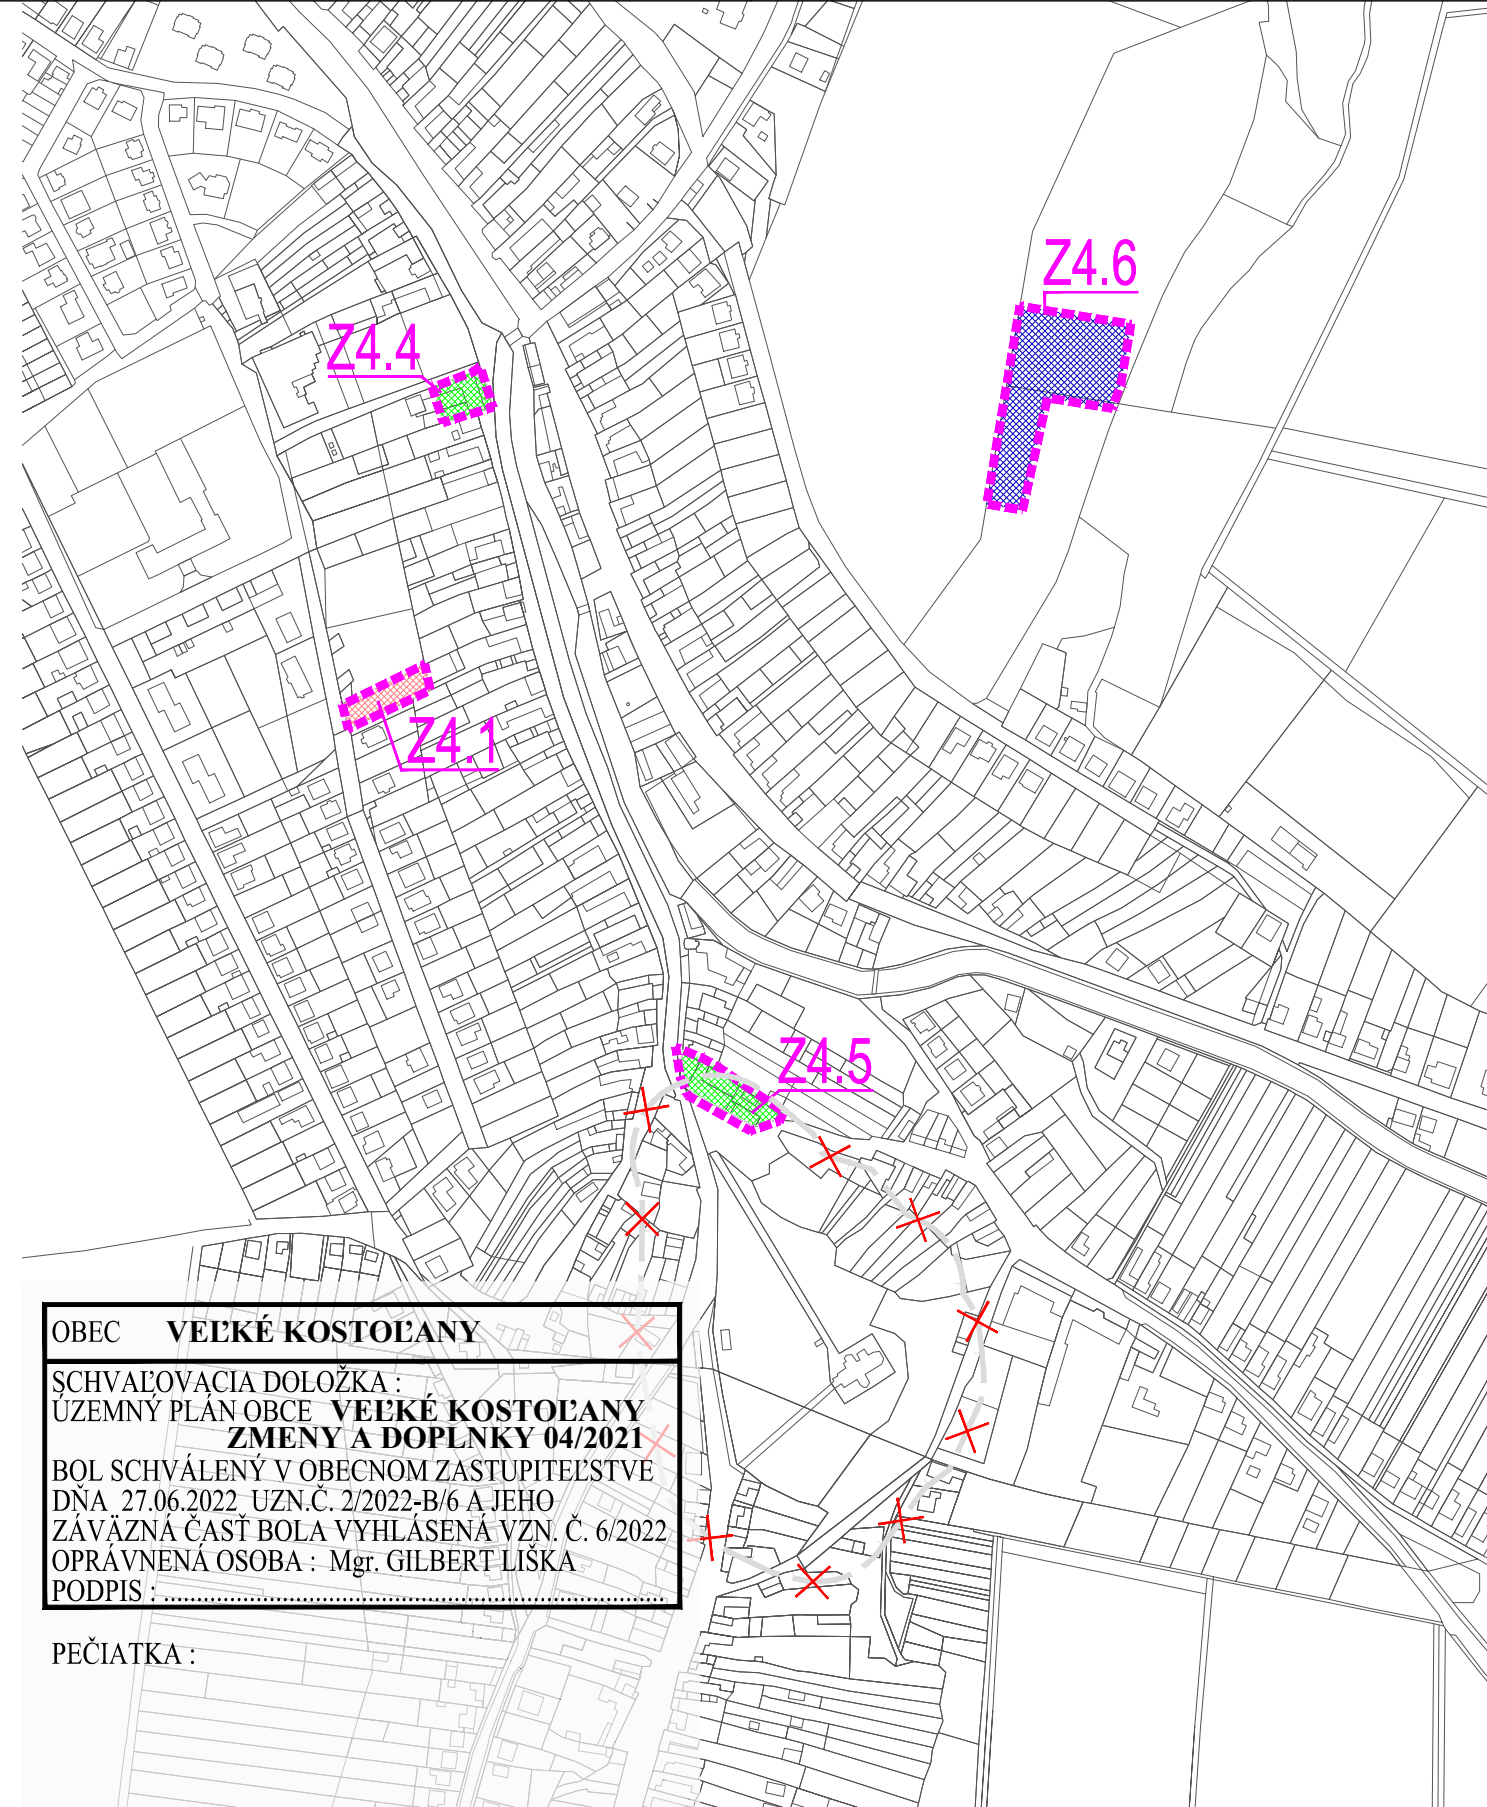 Z4.6
Z4.4
Z4.1
Z4.5
OBEC VEĽKÉ KOSTOĽANY
SCHVAĽOVACIA DOLOŽKA :
ÚZEMNÝ PLÁN OBCE VEĽKÉ KOSTOĽANY
ZMENY A DOPLNKY 04/2021
BOL SCHVÁLENÝ V OBECNOM ZASTUPITEĽSTVE
DŇA 27.06.2022 UZN.Č. 2/2022-B/6 A JEHO
ZÁVÄZNÁ ČASŤ BOLA VYHLÁSENÁ VZN. Č. 6/2022
OPRÁVNENÁ OSOBA : Mgr. GILBERT LIŠKA
PODPIS : ............................................................................
PEČIATKA :